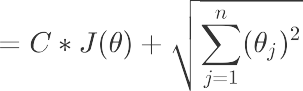 = C * J(θ) + √∑_{j=1}^{n}(θ_j)^2